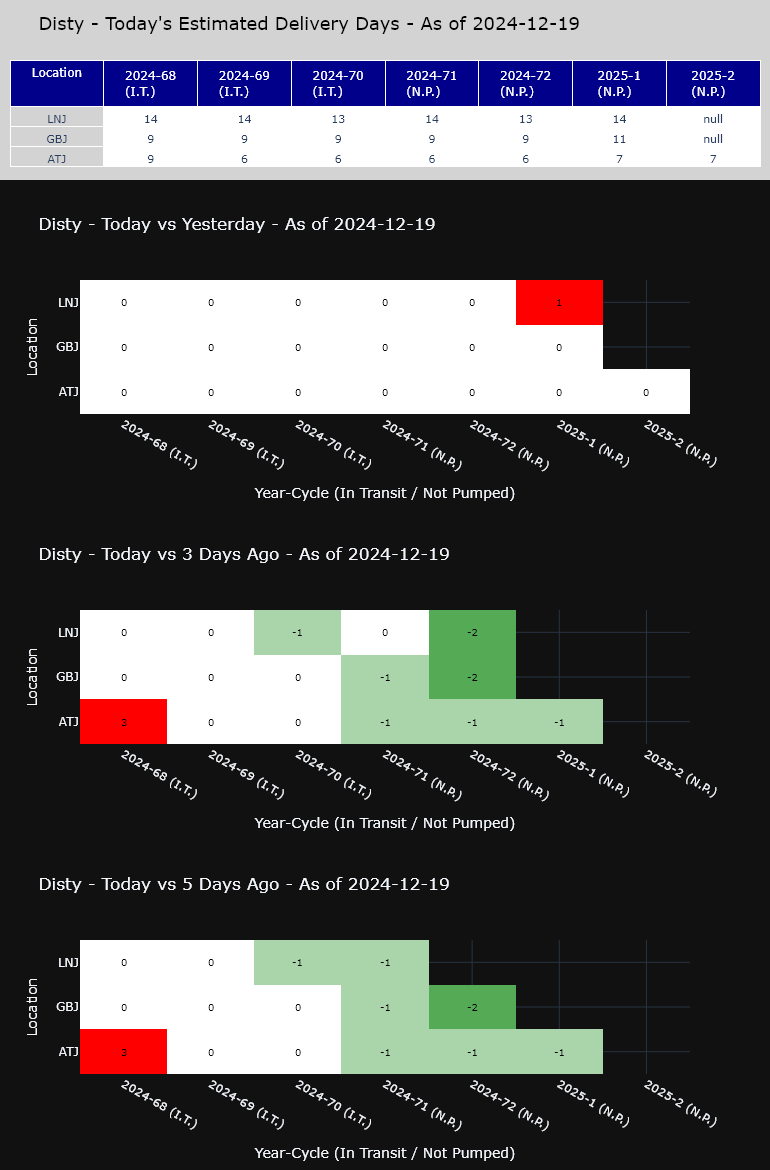 Disty - Today's Estimated Delivery Days - As of 2024-12-19
Location 2024-68 (I.T.) 2024-69 (I.T.) 2024-70 (I.T.) 2024-71 (N.P.) 2024-72 (N.P.) 2025-1 (N.P.) 2025-2 (N.P.)
LNJ 14 14 13 14 13 14 null
GBJ 9 9 9 9 9 11 null
ATJ 9 6 6 6 6 7 7
Disty - Today vs Yesterday - As of 2024-12-19
Location
LNJ 0 0 0 0 0 1
GBJ 0 0 0 0 0 0
ATJ 0 0 0 0 0 0 0
2024-68 (I.T.) 2024-69 (I.T.) 2024-70 (I.T.) 2024-71 (N.P.) 2024-72 (N.P.) 2025-1 (N.P.) 2025-2 (N.P.)
Year-Cycle (In Transit / Not Pumped)
Disty - Today vs 3 Days Ago - As of 2024-12-19
Location
LNJ 0 0 -1 0 -2
GBJ 0 0 0 -1 -2
ATJ 3 0 0 -1 -1 -1
2024-68 (I.T.) 2024-69 (I.T.) 2024-70 (I.T.) 2024-71 (N.P.) 2024-72 (N.P.) 2025-1 (N.P.) 2025-2 (N.P.)
Year-Cycle (In Transit / Not Pumped)
Disty - Today vs 5 Days Ago - As of 2024-12-19
Location
LNJ 0 0 -1 -1
GBJ 0 0 0 -1 -2
ATJ 3 0 0 -1 -1 -1
2024-68 (I.T.) 2024-69 (I.T.) 2024-70 (I.T.) 2024-71 (N.P.) 2024-72 (N.P.) 2025-1 (N.P.) 2025-2 (N.P.)
Year-Cycle (In Transit / Not Pumped)